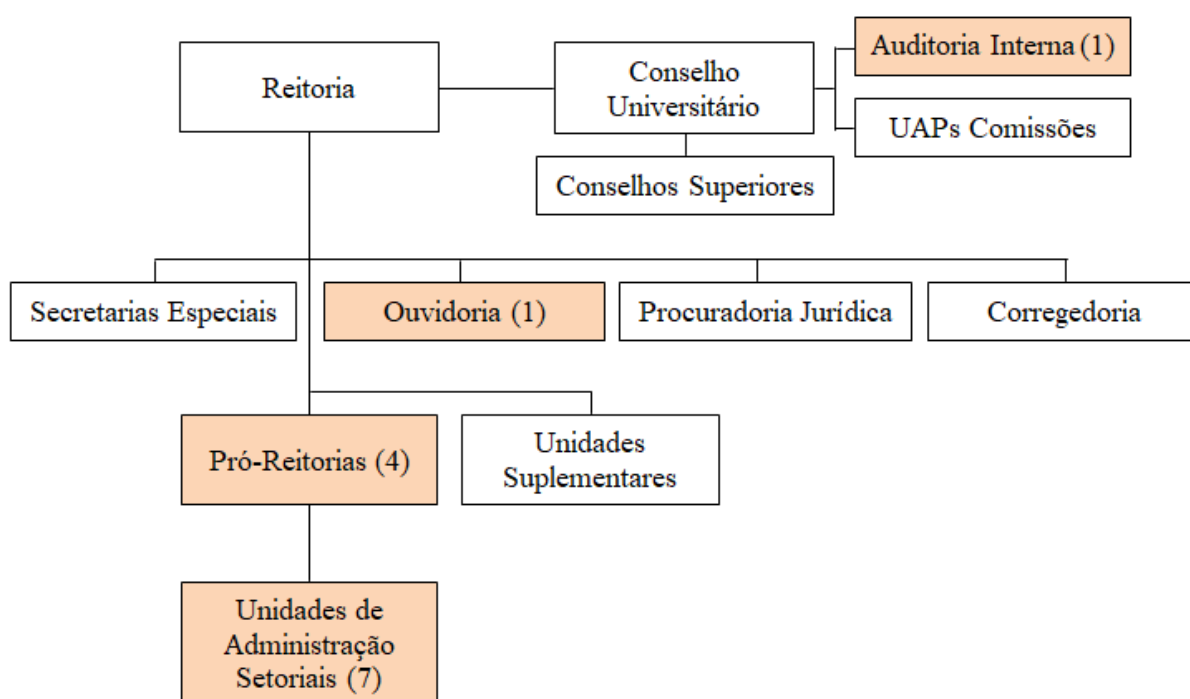 Auditoria Interna (1)
Reitoria
Conselho
Universitário
UAPs Comissões
Conselhos Superiores
Secretarias Especiais
Ouvidoria (1)
Procuradoria Jurídica
Corregedoria
Pró-Reitorias (4)
Unidades
Suplementares
Unidades de
Administração
Setoriais (7)